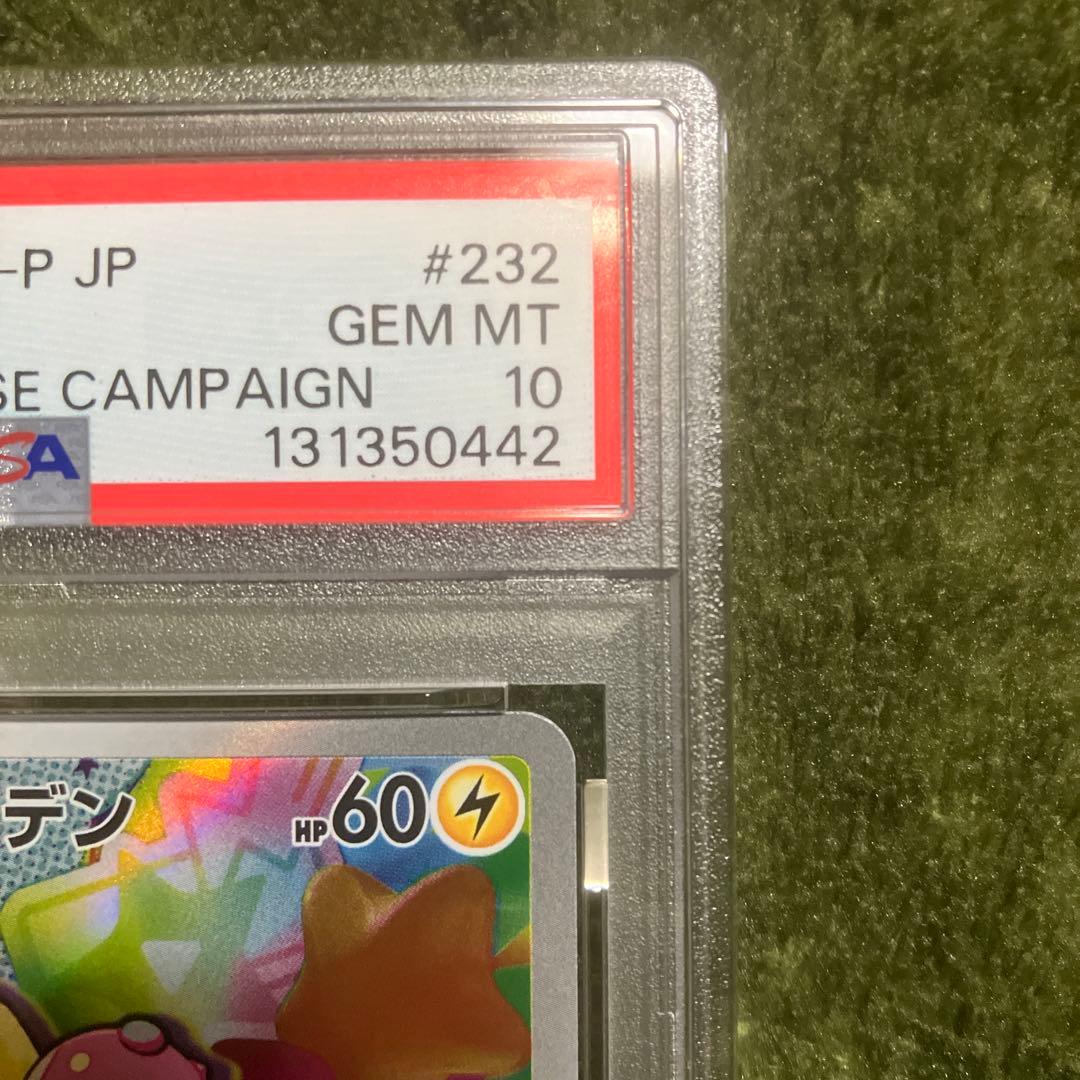 -P JP #232
GEM MT
SE CAMPAIGN 10
SA 131350442
デン HP60